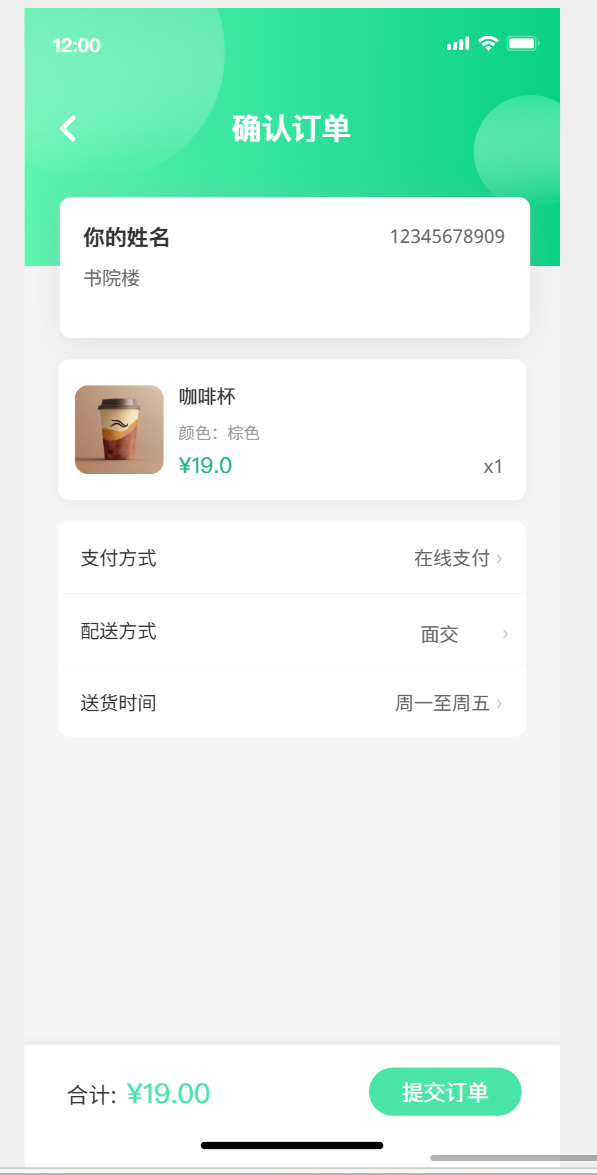 12:00
确认订单
你的姓名 12345678909
书院楼
咖啡杯
颜色：棕色
¥19.0 x1
支付方式 在线支付
配送方式 面交
送货时间 周一至周五
合计: ¥19.00 提交订单